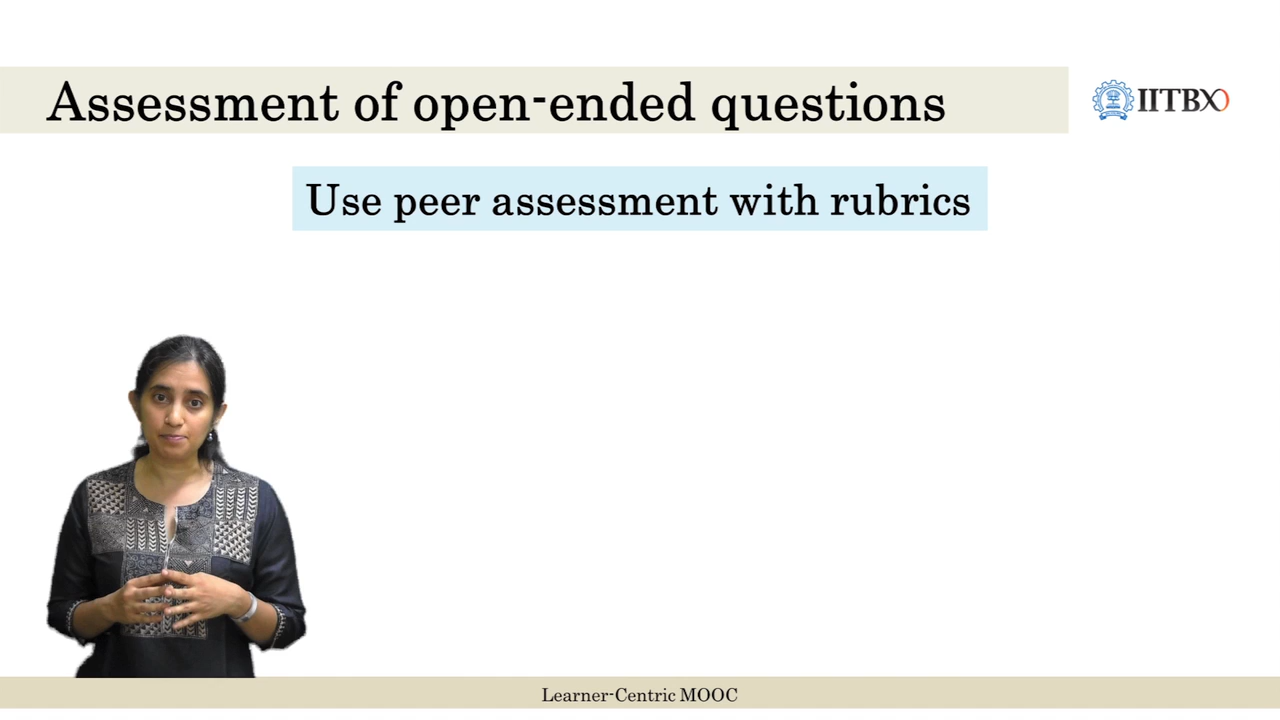 Assessment of open-ended questions
IITBX
Use peer assessment with rubrics
Learner-Centric MOOC